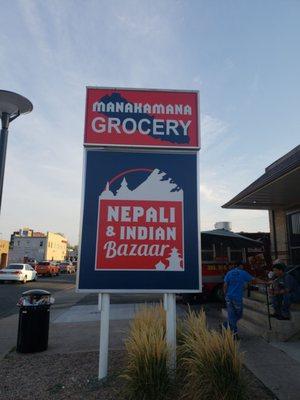 MANAKAMANA
GROCERY
NEPALI
& INDIAN
Bazaar